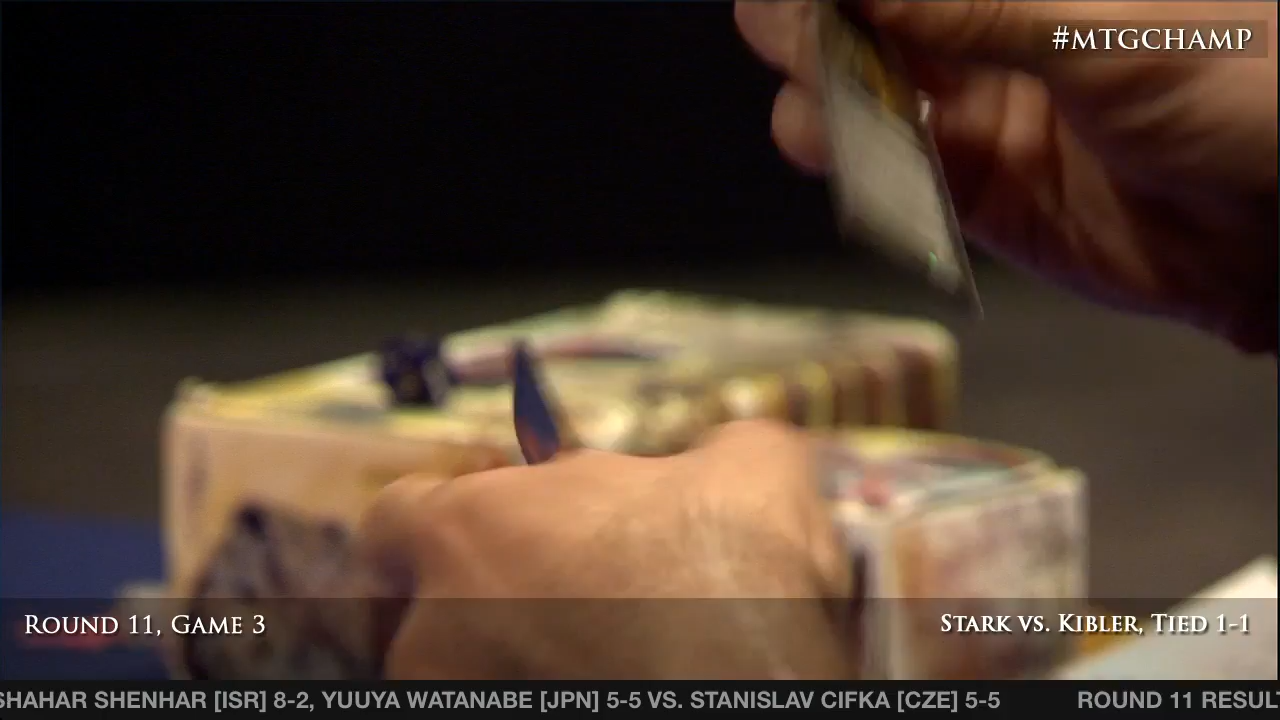 #MTGCHAMP
ROUND 11, GAME 3
STARK VS. KIBLER, TIED 1-1
SHAHAR SHENHAR [ISR] 8-2, YUUYA WATANABE [JPN] 5-5 VS. STANISLAV CIFKA [CZE] 5-5 ROUND 11 RESUL